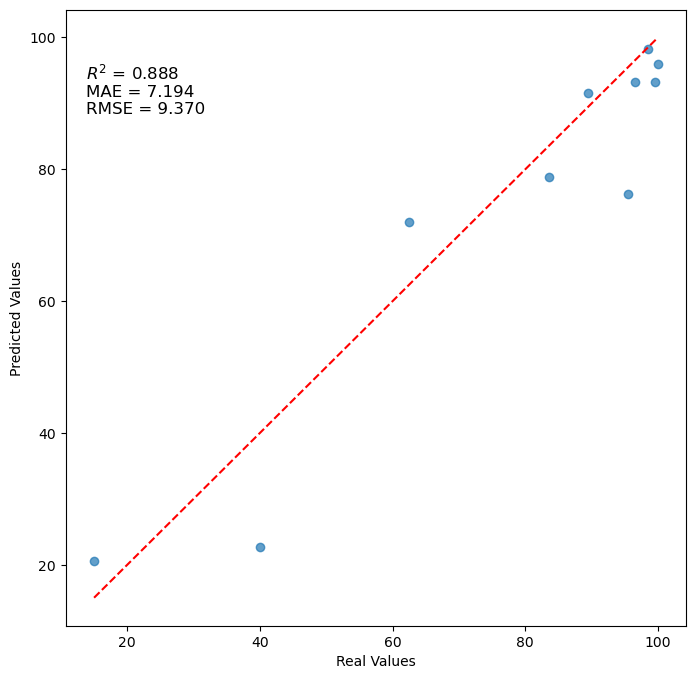 R² = 0.888
MAE = 7.194
RMSE = 9.370
100
80
60
40
20
Predicted Values
20 40 60 80 100
Real Values